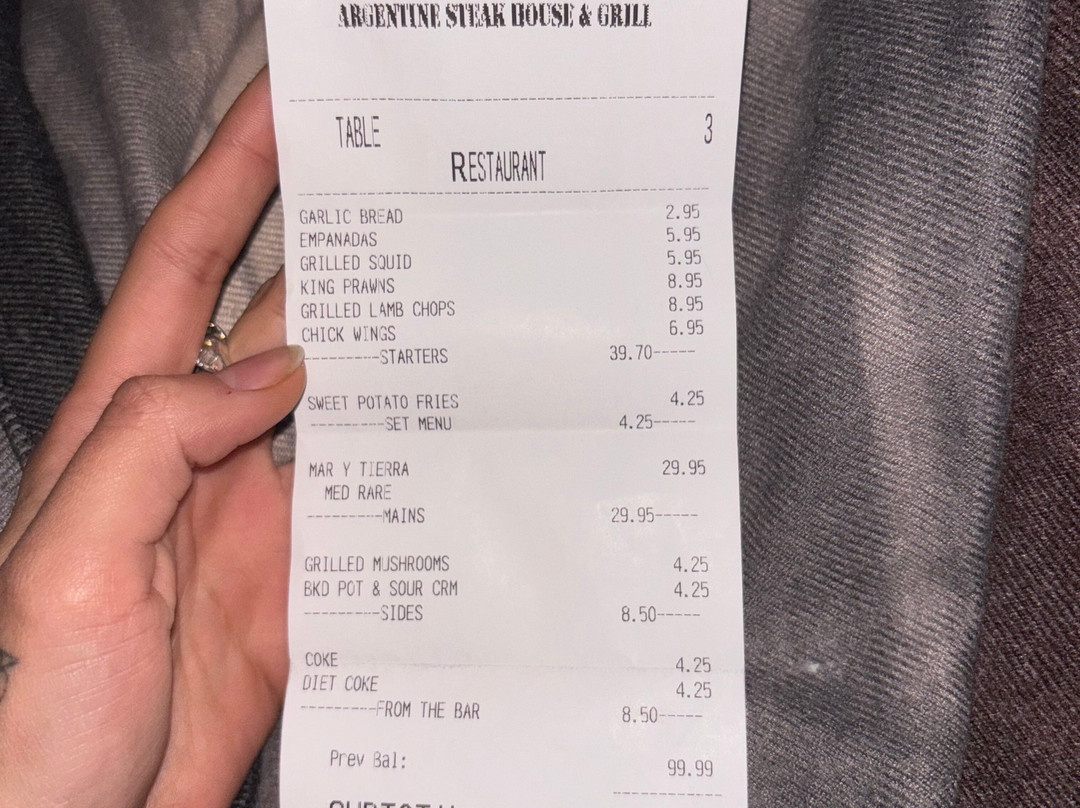 ARGENTINE STEAK HOUSE & GRILL
TABLE 3
RESTAURANT
GARLIC BREAD 2.95
EMPANADAS 5.95
GRILLED SQUID 5.95
KING PRAWNS 8.95
GRILLED LAMB CHOPS 8.95
CHICK WINGS 6.95
---------STARTERS 39.70-----
SWEET POTATO FRIES 4.25
---------SET MENU 4.25-----
MAR Y TIERRA 29.95
MED RARE
---------MAINS 29.95-----
GRILLED MUSHROOMS 4.25
BKD POT & SOUR CRM 4.25
---------SIDES 8.50-----
COKE 4.25
DIET COKE 4.25
---------FROM THE BAR 8.50-----
Prev Bal: 99.99